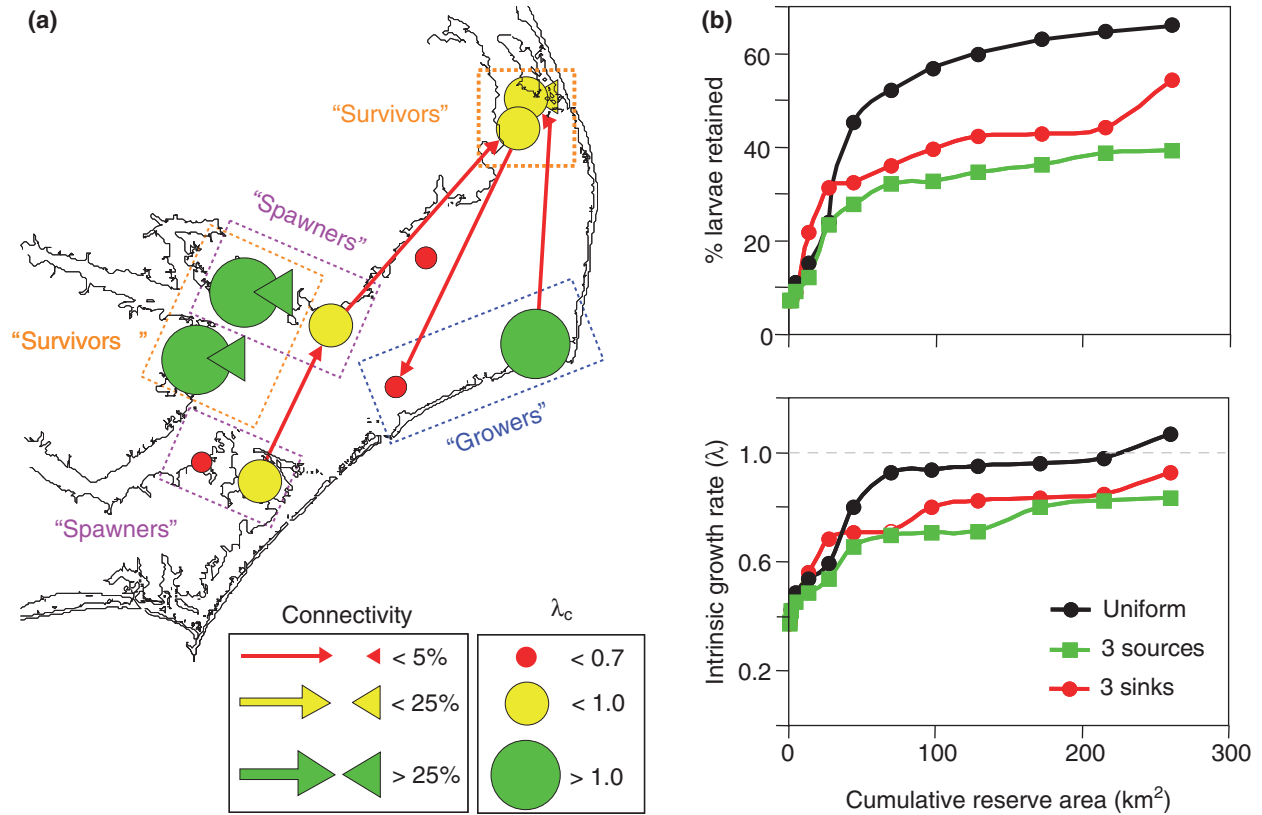 (a)
“Survivors”
“Spawners”
“Survivors ”
“Growers”
“Spawners”
Connectivity
< 5%
< 25%
> 25%
λc
< 0.7
< 1.0
> 1.0
(b)
% larvae retained
60
40
20
0
Intrinsic growth rate (λ)
1.0
0.6
0.2
Uniform
3 sources
3 sinks
0
100
200
300
Cumulative reserve area (km²)